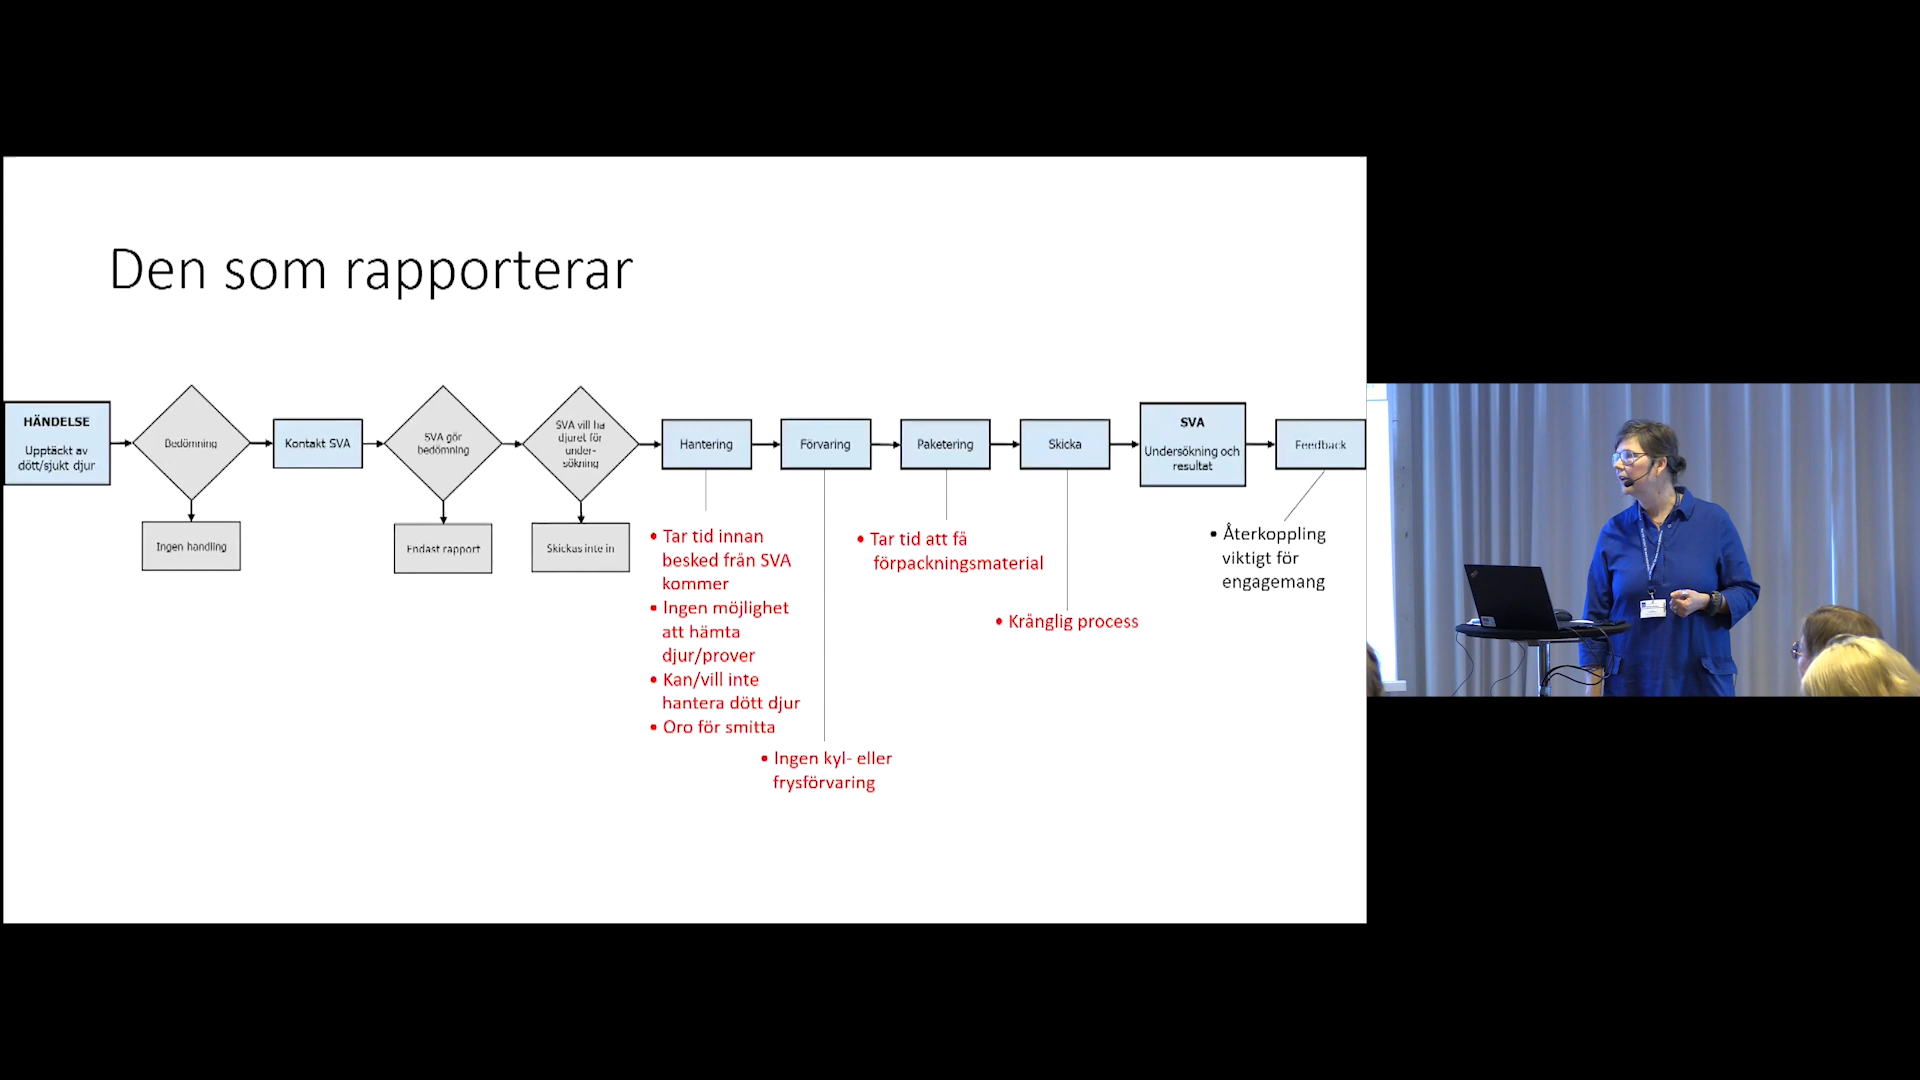 Den som rapporterar
HÄNDELSE
Upptäckt av
dött/sjukt djur
Bedömning
Ingen handling
Kontakt SVA
SVA gör
bedömning
Endast rapport
SVA vill ha
djuret för
under-
sökning
Skickas inte in
Hantering
Förvaring
Paketering
Skicka
SVA
Undersökning och
resultat
Feedback
• Tar tid innan
besked från SVA
kommer
• Ingen möjlighet
att hämta
djur/prover
• Kan/vill inte
hantera dött djur
• Oro för smitta
• Ingen kyl- eller
frysförvaring
• Tar tid att få
förpackningsmaterial
• Krånglig process
• Återkoppling
viktigt för
engagemang